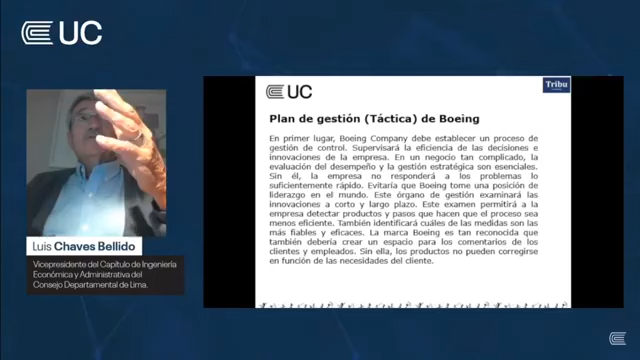 UC
UC
Tribu
Plan de gestión (Táctica) de Boeing
En primer lugar, Boeing Company debe establecer un proceso de
gestión de control. Supervisará la eficiencia de las decisiones e
innovaciones de la empresa. En un negocio tan complicado, la
evaluación del desempeño y la gestión estratégica son esenciales.
Sin él, la empresa no responderá a los problemas lo
suficientemente rápido. Evitaría que Boeing tome una posición de
liderazgo en el mundo. Este órgano de gestión examinará las
innovaciones a corto y largo plazo. Este examen permitirá a la
empresa detectar productos y pasos que hacen que el proceso sea
menos eficiente. También identificará cuáles de las medidas son las
más fiables y eficaces. La marca Boeing es tan reconocida que
también debería crear un espacio para los comentarios de los
clientes y empleados. Sin ella, los productos no pueden corregirse
en función de las necesidades del cliente.
Luis Chaves Bellido
Vicepresidente del Capítulo de Ingeniería
Económica y Administrativa del
Consejo Departamental de Lima.